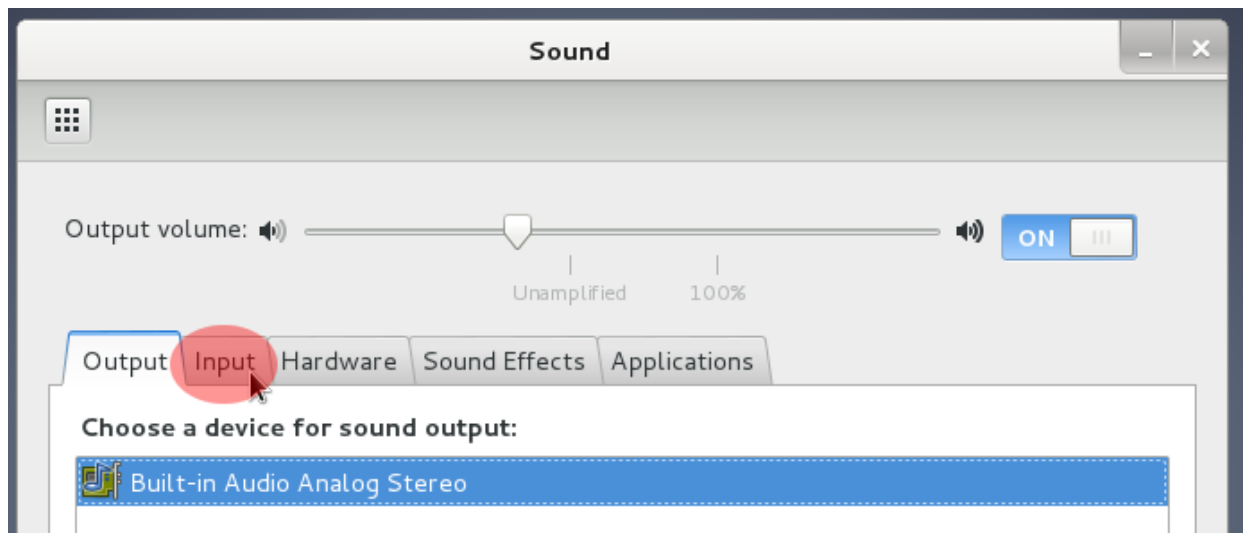 Sound
Output volume:
ON
Unamplified 100%
Output Input Hardware Sound Effects Applications
Choose a device for sound output:
Built-in Audio Analog Stereo